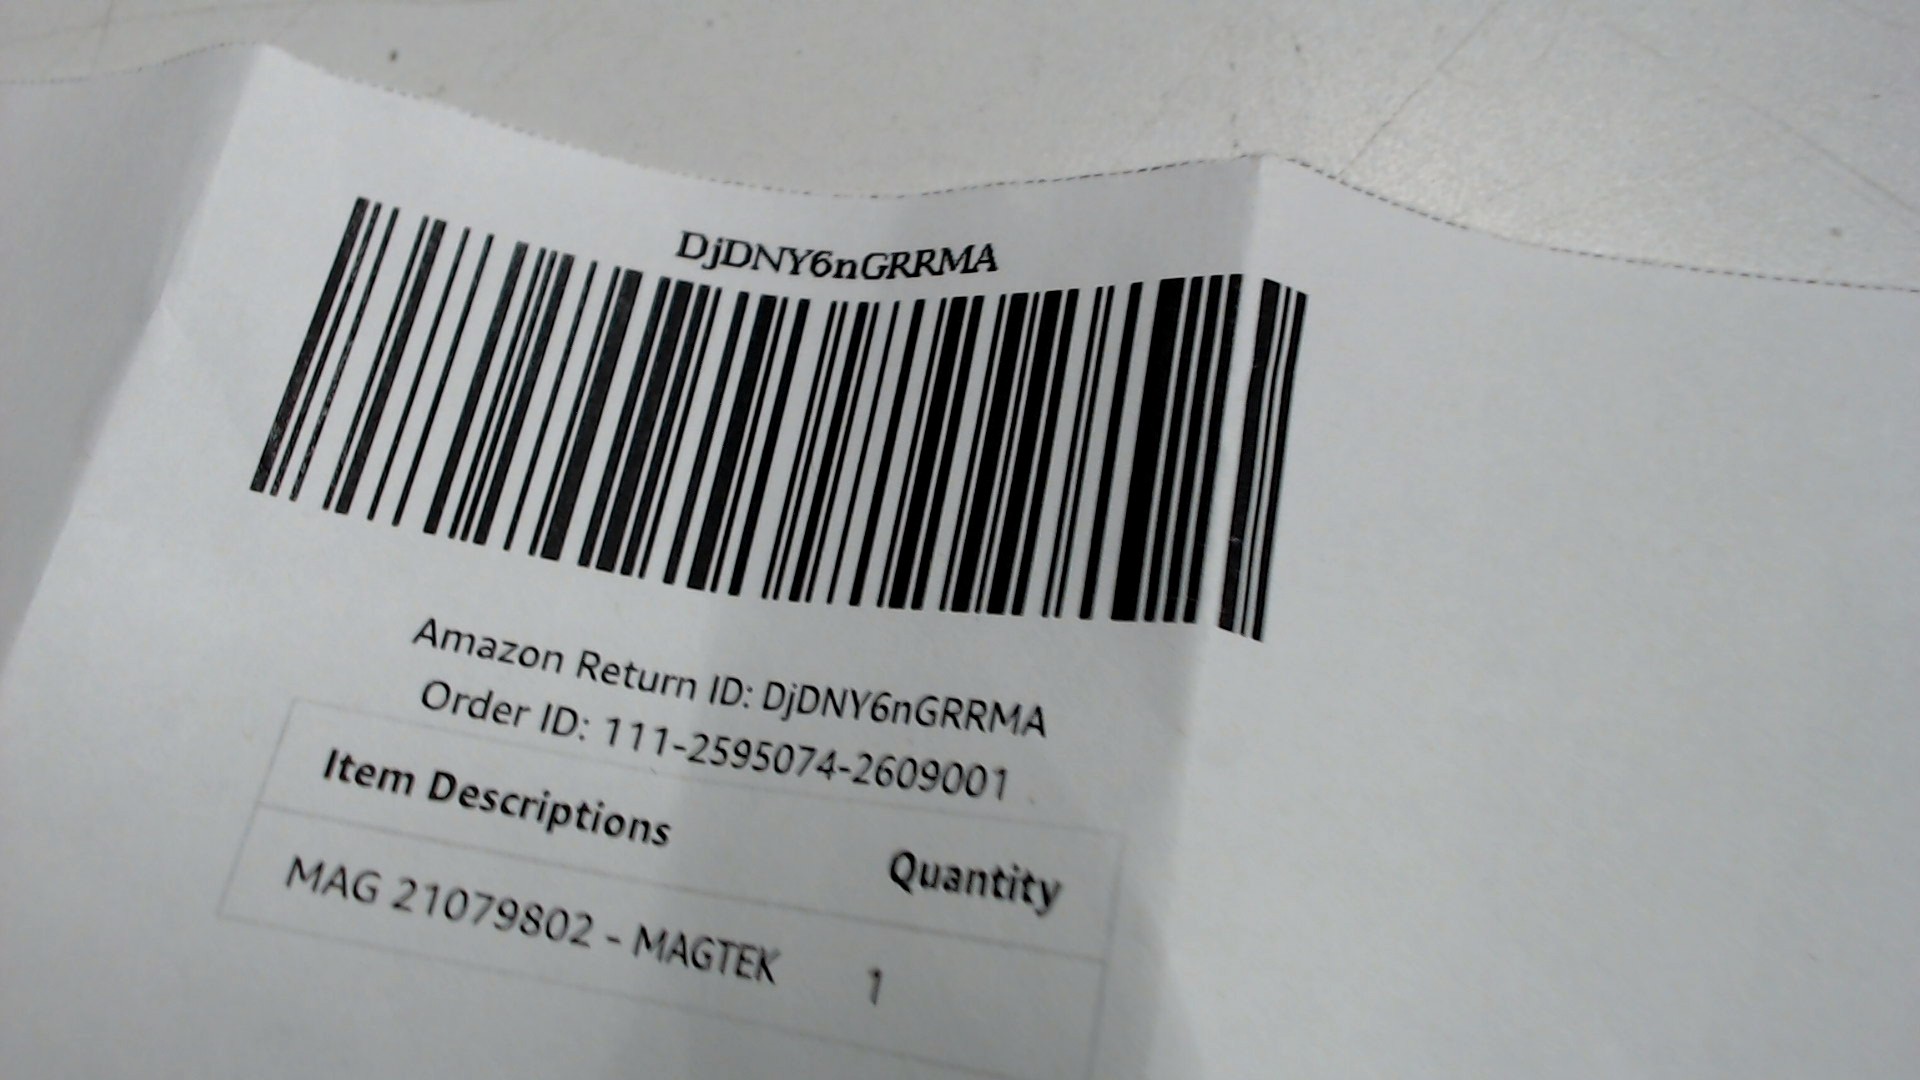 DjDNY6nGRRMA
Amazon Return ID: DjDNY6nGRRMA
Order ID: 111-2595074-2609001
Item Descriptions Quantity
MAG 21079802 - MAGTEK 1